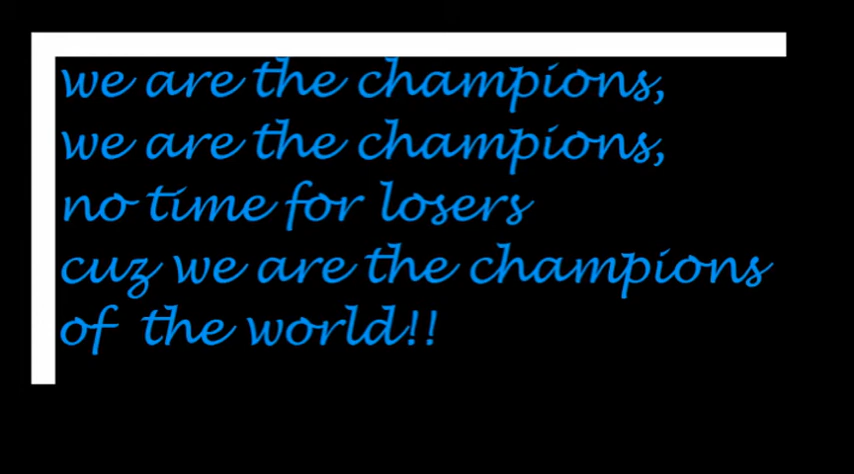 we are the champions,
we are the champions,
no time for losers
cuz we are the champions
of the world!!